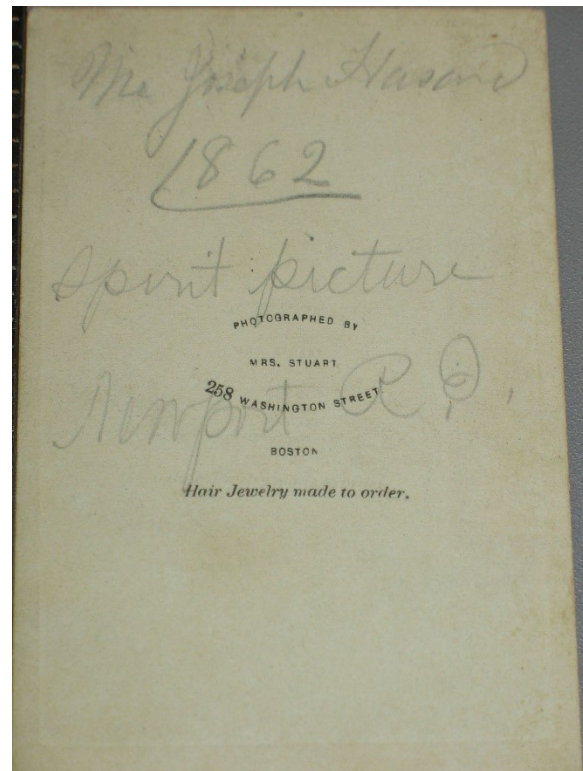 Mr Joseph Hasard
1862
Spirit picture
PHOTOGRAPHED BY
MRS. STUART
258 WASHINGTON STREET
Newport R.I.,
BOSTON
Hair Jewelry made to order.